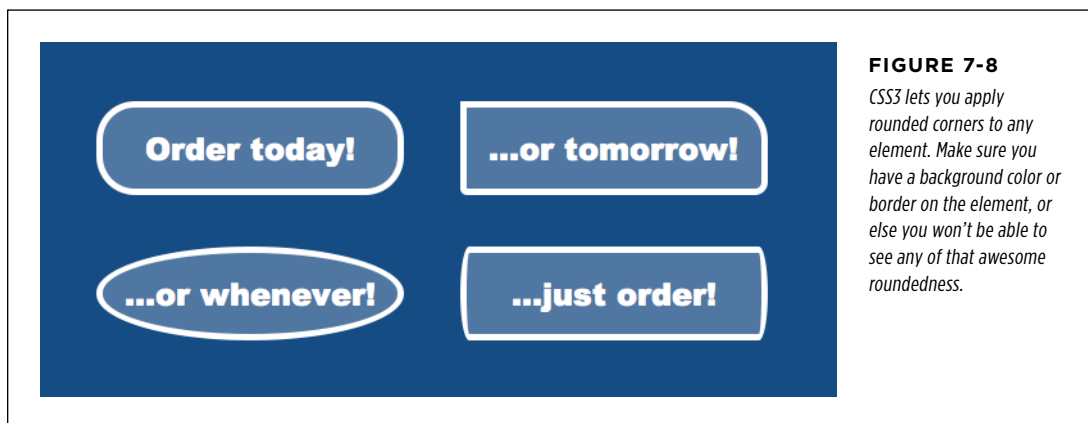 Order today!
...or tomorrow!
...or whenever!
...just order!
FIGURE 7-8
CSS3 lets you apply
rounded corners to any
element. Make sure you
have a background color or
border on the element, or
else you won’t be able to
see any of that awesome
roundedness.